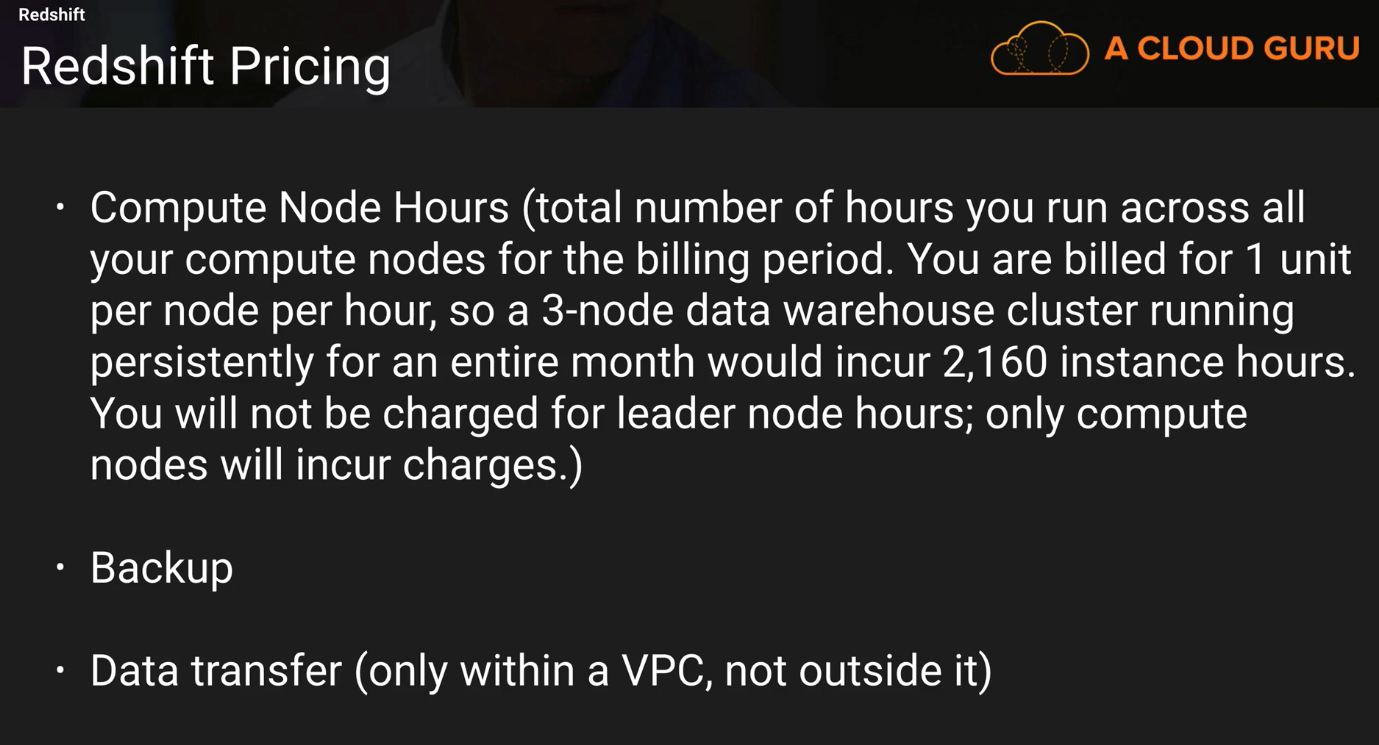 Redshift
Redshift Pricing
A CLOUD GURU
• Compute Node Hours (total number of hours you run across all
your compute nodes for the billing period. You are billed for 1 unit
per node per hour, so a 3-node data warehouse cluster running
persistently for an entire month would incur 2,160 instance hours.
You will not be charged for leader node hours; only compute
nodes will incur charges.)
• Backup
• Data transfer (only within a VPC, not outside it)